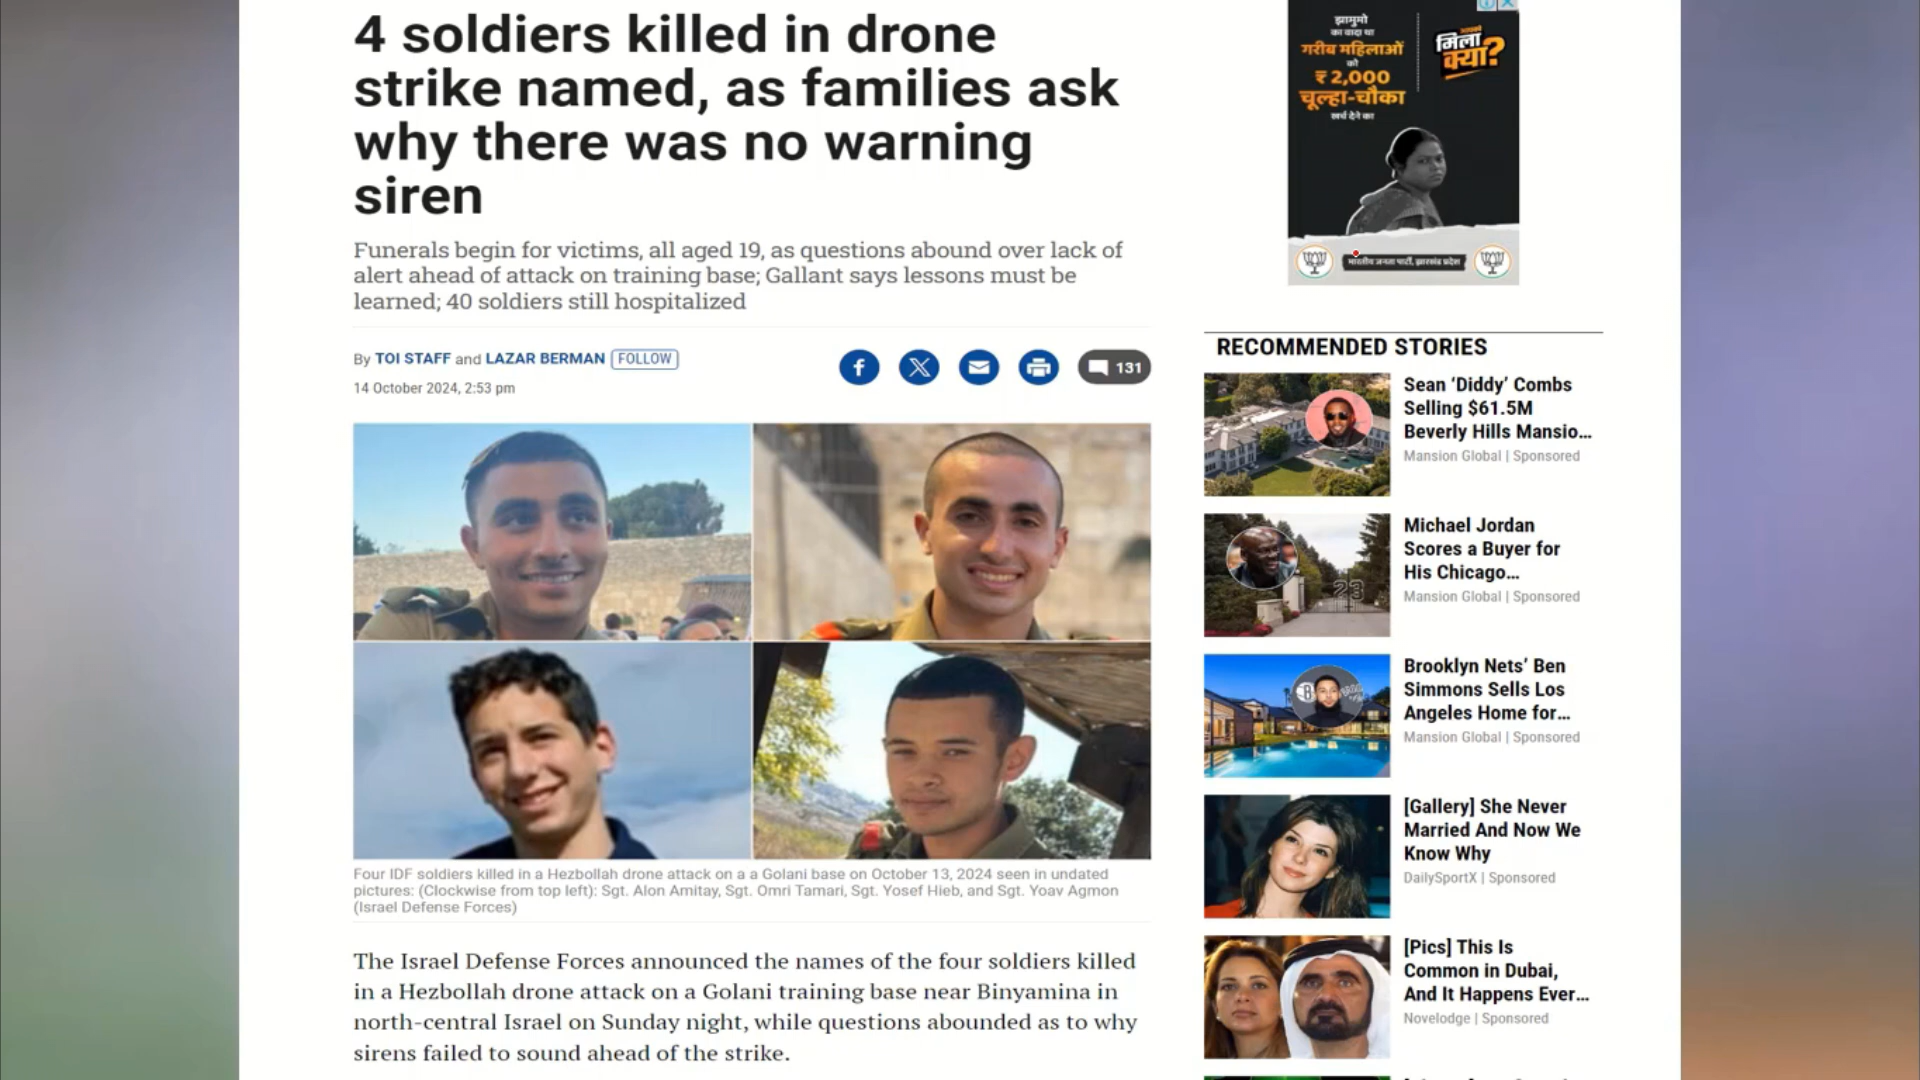 4 soldiers killed in drone
strike named, as families ask
why there was no warning
siren
Funerals begin for victims, all aged 19, as questions abound over lack of
alert ahead of attack on training base; Gallant says lessons must be
learned; 40 soldiers still hospitalized
By TOI STAFF and LAZAR BERMAN FOLLOW
14 October 2024, 2:53 pm
131
Four IDF soldiers killed in a Hezbollah drone attack on a a Golani base on October 13, 2024 seen in undated
pictures: (Clockwise from top left): Sgt. Alon Amitay, Sgt. Omri Tamari, Sgt. Yosef Hieb, and Sgt. Yoav Agmon
(Israel Defense Forces)
The Israel Defense Forces announced the names of the four soldiers killed
in a Hezbollah drone attack on a Golani training base near Binyamina in
north-central Israel on Sunday night, while questions abounded as to why
sirens failed to sound ahead of the strike.
झामुमो
का वादा था
गरीब महिलाओं
को
₹ 2,000
चूल्हा-चौका
खर्च देने का
आपको
मिला
क्या?
भारतीय जनता पार्टी, झारखंड प्रदेश
RECOMMENDED STORIES
Sean ‘Diddy’ Combs
Selling $61.5M
Beverly Hills Mansio...
Mansion Global | Sponsored
23
Michael Jordan
Scores a Buyer for
His Chicago...
Mansion Global | Sponsored
Brooklyn Nets’ Ben
Simmons Sells Los
Angeles Home for...
Mansion Global | Sponsored
[Gallery] She Never
Married And Now We
Know Why
DailySportX | Sponsored
[Pics] This Is
Common in Dubai,
And It Happens Ever...
Novelodge | Sponsored